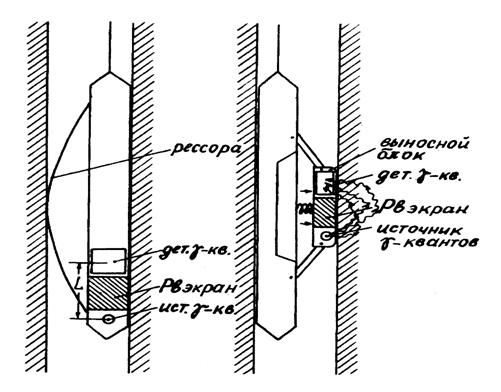 рессора
дет. γ-кв.
L
Pb экран
ист. γ-кв.
выносной
блок
дет. γ-кв.
Pb экран
источник
γ-квантов